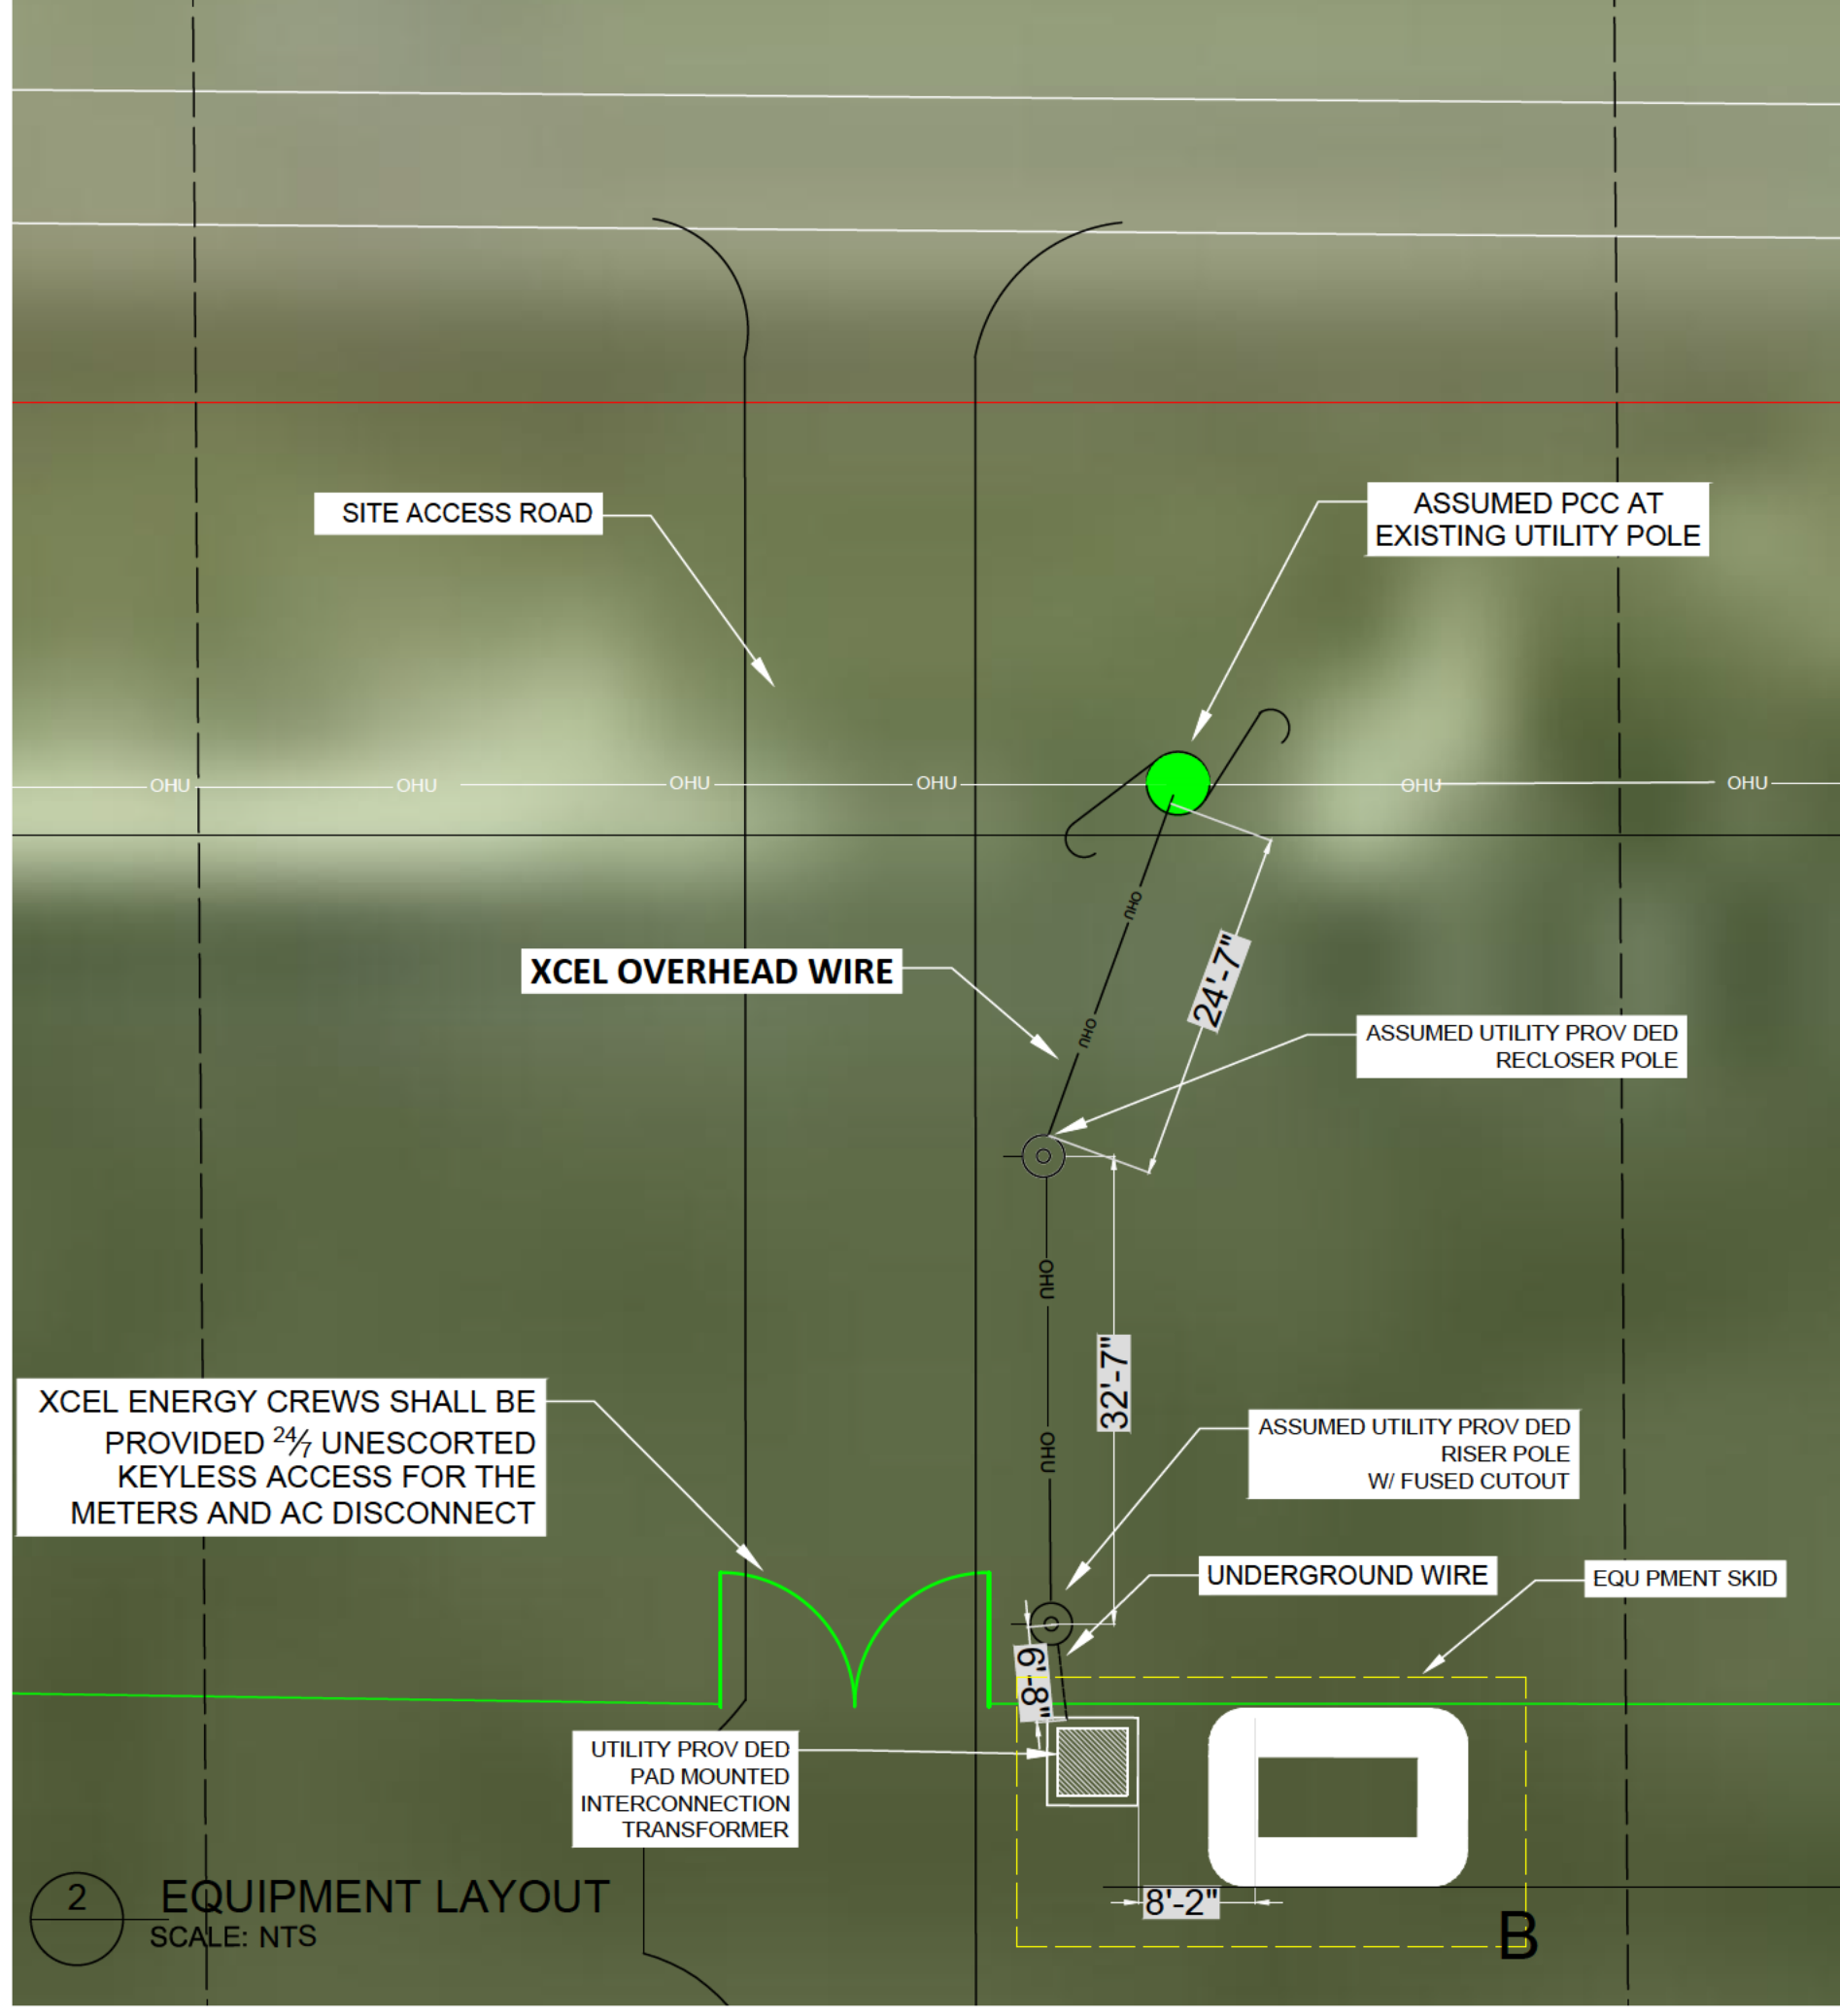 SITE ACCESS ROAD
ASSUMED PCC AT
EXISTING UTILITY POLE
OHU
OHU
OHU
OHU
OHU
OHU
OHU
24'-7"
XCEL OVERHEAD WIRE
OHU
ASSUMED UTILITY PROV DED
RECLOSER POLE
OHU
32'-7"
XCEL ENERGY CREWS SHALL BE
PROVIDED 24/7 UNESCORTED
KEYLESS ACCESS FOR THE
METERS AND AC DISCONNECT
OHU
ASSUMED UTILITY PROV DED
RISER POLE
W/ FUSED CUTOUT
UNDERGROUND WIRE
EQU PMENT SKID
6'-8"
UTILITY PROV DED
PAD MOUNTED
INTERCONNECTION
TRANSFORMER
8'-2"
B
2
EQUIPMENT LAYOUT
SCALE: NTS